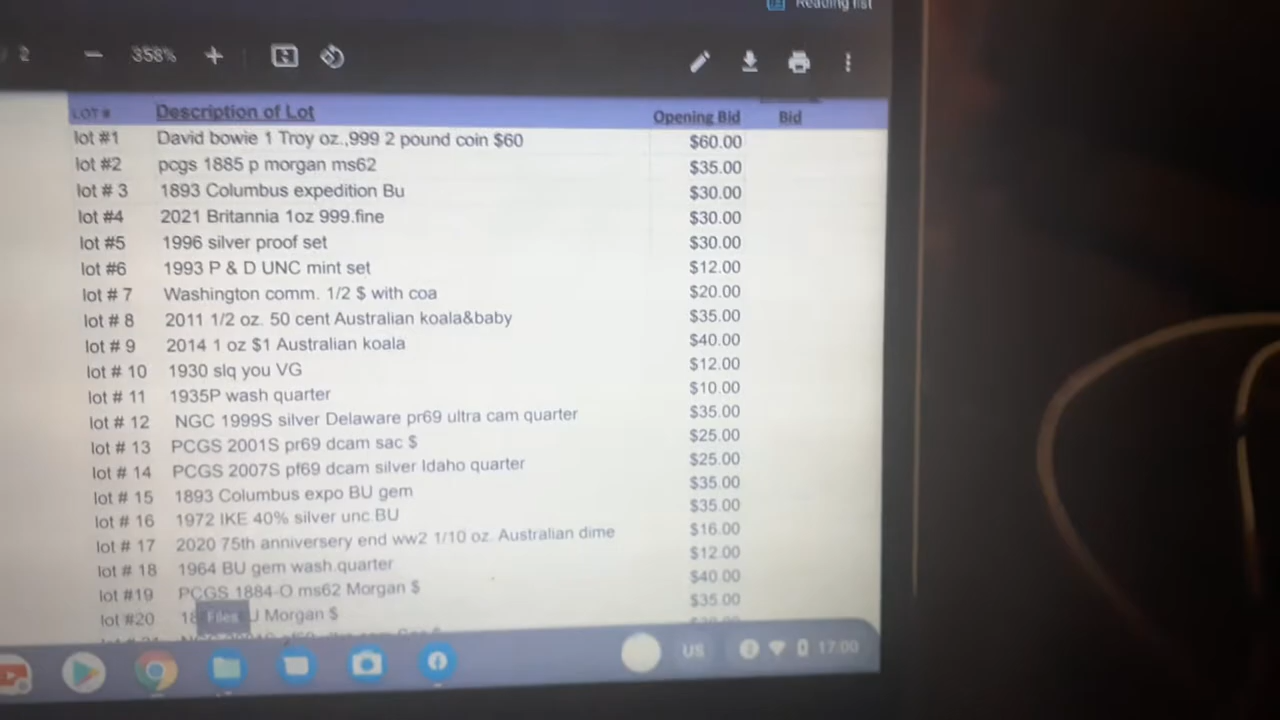 Reading list
2 − 358% +
LOT # Description of Lot Opening Bid Bid
lot #1 David bowie 1 Troy oz.,999 2 pound coin $60 $60.00
lot #2 pcgs 1885 p morgan ms62 $35.00
lot # 3 1893 Columbus expedition Bu $30.00
lot #4 2021 Britannia 1oz 999.fine $30.00
lot #5 1996 silver proof set $30.00
lot #6 1993 P & D UNC mint set $12.00
lot # 7 Washington comm. 1/2 $ with coa $20.00
lot # 8 2011 1/2 oz. 50 cent Australian koala&baby $35.00
lot # 9 2014 1 oz $1 Australian koala $40.00
lot # 10 1930 slq you VG $12.00
lot # 11 1935P wash quarter $10.00
lot # 12 NGC 1999S silver Delaware pr69 ultra cam quarter $35.00
lot # 13 PCGS 2001S pr69 dcam sac $ $25.00
lot # 14 PCGS 2007S pf69 dcam silver Idaho quarter $25.00
lot # 15 1893 Columbus expo BU gem $35.00
lot # 16 1972 IKE 40% silver unc.BU $35.00
lot # 17 2020 75th anniversery end ww2 1/10 oz. Australian dime $16.00
lot # 18 1964 BU gem wash.quarter $12.00
lot #19 PCGS 1884-O ms62 Morgan $ $40.00
lot #20 18 U Morgan $ $35.00
Files
US 17:00